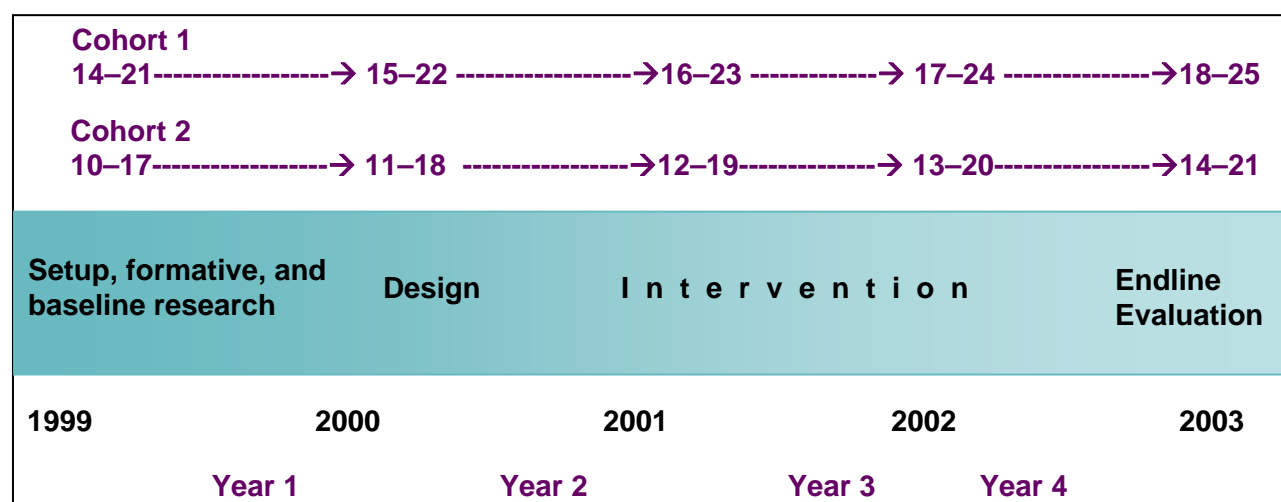 Cohort 1
14–21------------------→ 15–22 ------------------→16–23 -------------→17–24 ---------------→18–25
Cohort 2
10–17------------------→ 11–18 ------------------→12–19--------------→ 13–20----------------→14–21
Setup, formative, and
baseline research
Design
Intervention
Endline
Evaluation
1999 2000 2001 2002 2003
Year 1 Year 2 Year 3 Year 4